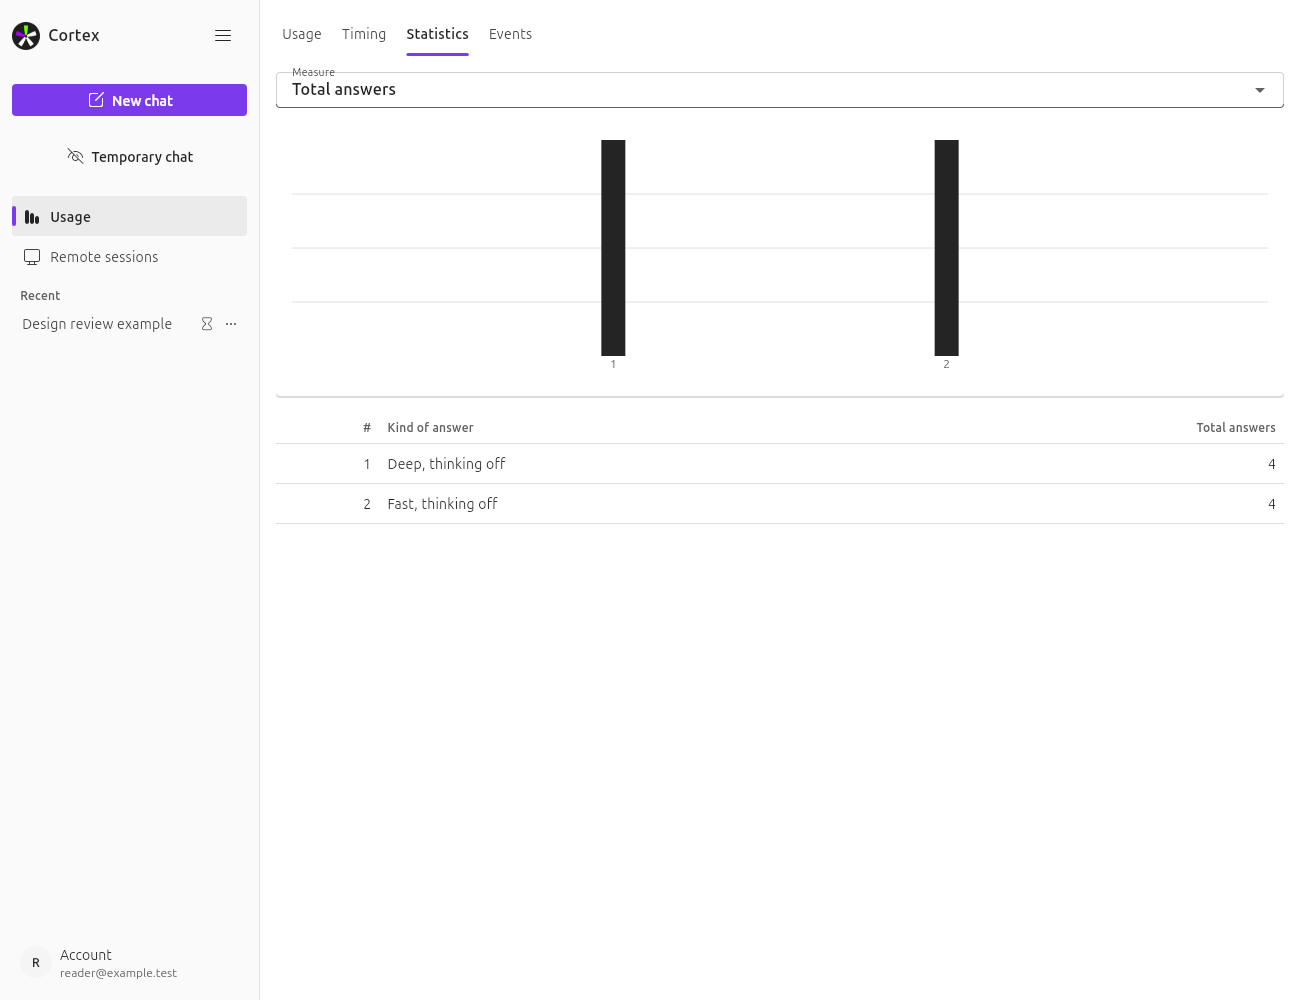 Cortex
New chat
Temporary chat
Usage
Remote sessions
Recent
Design review example
Account
R
reader@example.test
Usage Timing Statistics Events
Measure
Total answers
1 2
# Kind of answer Total answers
1 Deep, thinking off 4
2 Fast, thinking off 4